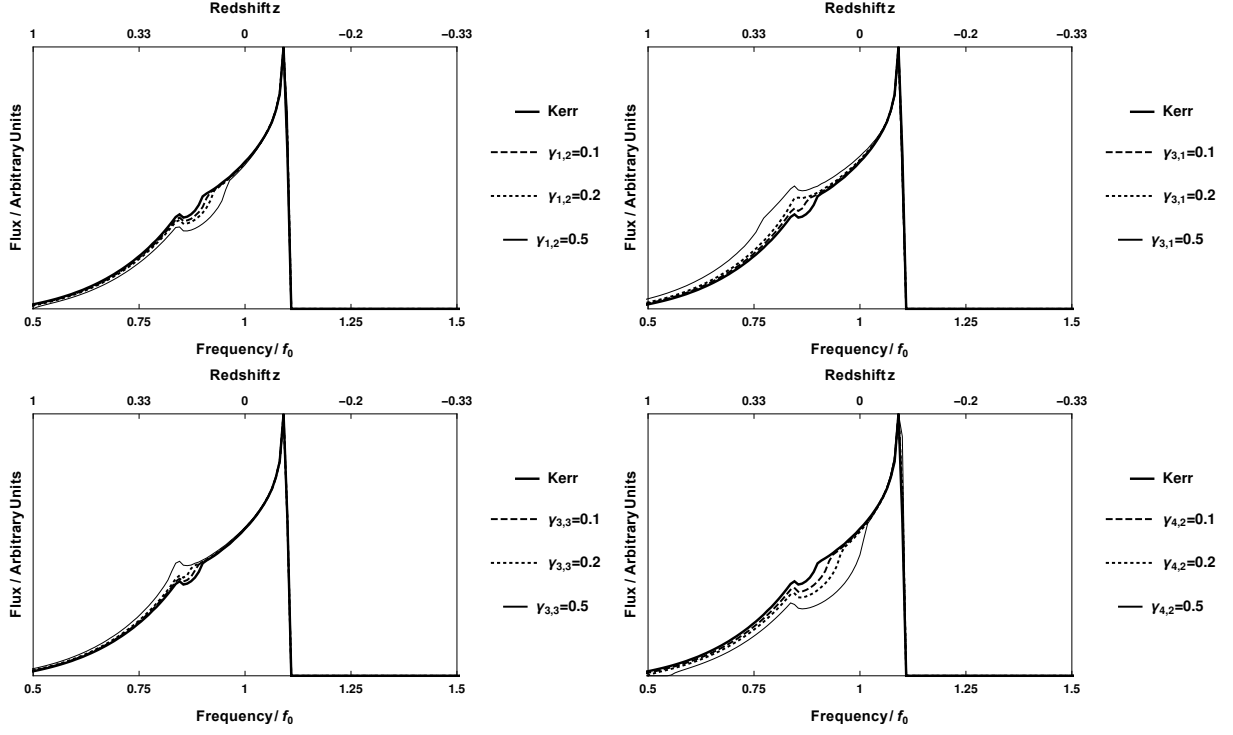 Redshift z
1 0.33 0 −0.2 −0.33
Flux / Arbitrary Units
0.5 0.75 1 1.25 1.5
Frequency / f0
Kerr
γ1,2=0.1
γ1,2=0.2
γ1,2=0.5
Redshift z
1 0.33 0 −0.2 −0.33
Flux / Arbitrary Units
0.5 0.75 1 1.25 1.5
Frequency / f0
Kerr
γ3,1=0.1
γ3,1=0.2
γ3,1=0.5
Redshift z
1 0.33 0 −0.2 −0.33
Flux / Arbitrary Units
0.5 0.75 1 1.25 1.5
Frequency / f0
Kerr
γ3,3=0.1
γ3,3=0.2
γ3,3=0.5
Redshift z
1 0.33 0 −0.2 −0.33
Flux / Arbitrary Units
0.5 0.75 1 1.25 1.5
Frequency / f0
Kerr
γ4,2=0.1
γ4,2=0.2
γ4,2=0.5